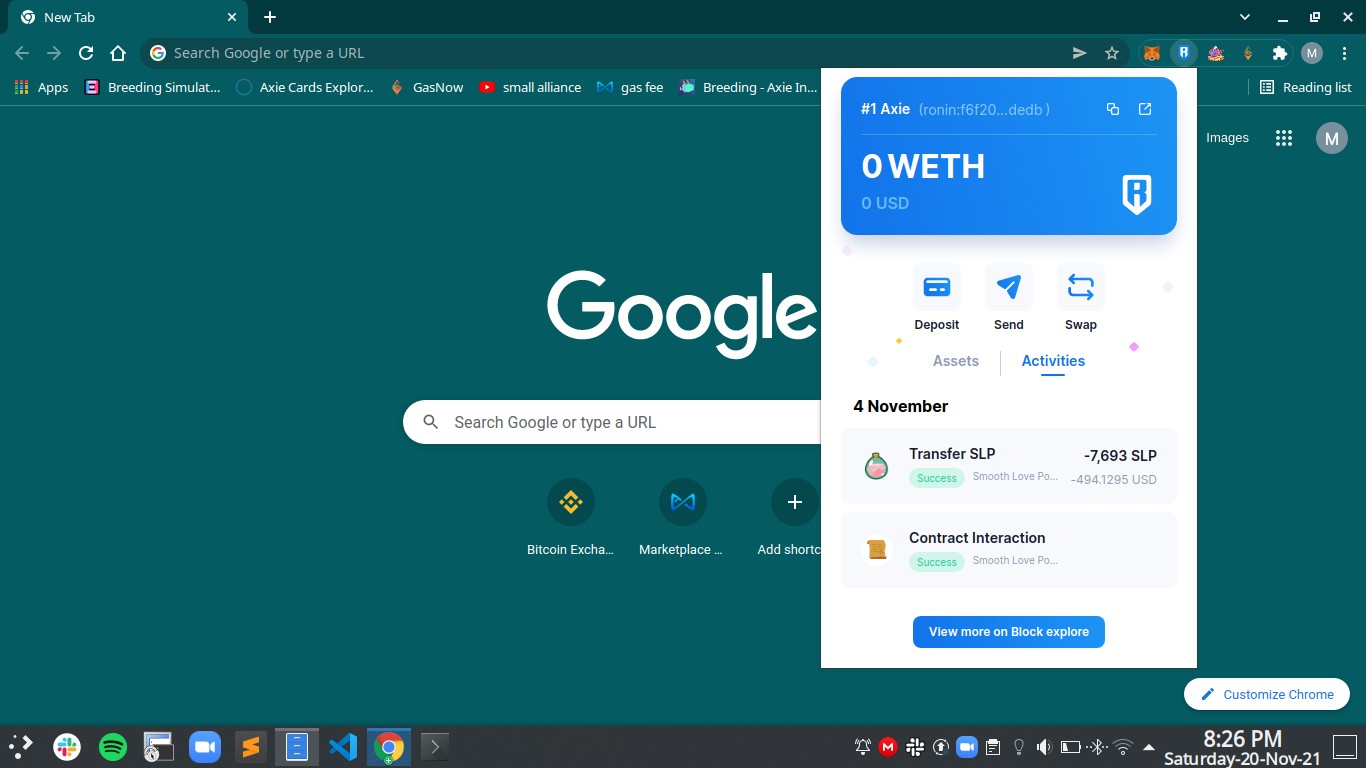 New Tab
Search Google or type a URL
M
Apps
Breeding Simulat...
Axie Cards Explor...
GasNow
small alliance
gas fee
Breeding - Axie In...
Reading list
#1 Axie (ronin:f6f20...dedb )
0 WETH
0 USD
Images
M
Google
Deposit
Send
Swap
Assets
Activities
4 November
Search Google or type a URL
Transfer SLP
-7,693 SLP
Success
Smooth Love Po...
-494.1295 USD
Contract Interaction
Success
Smooth Love Po...
Bitcoin Excha...
Marketplace ...
Add shortc
View more on Block explore
Customize Chrome
8:26 PM
Saturday-20-Nov-21